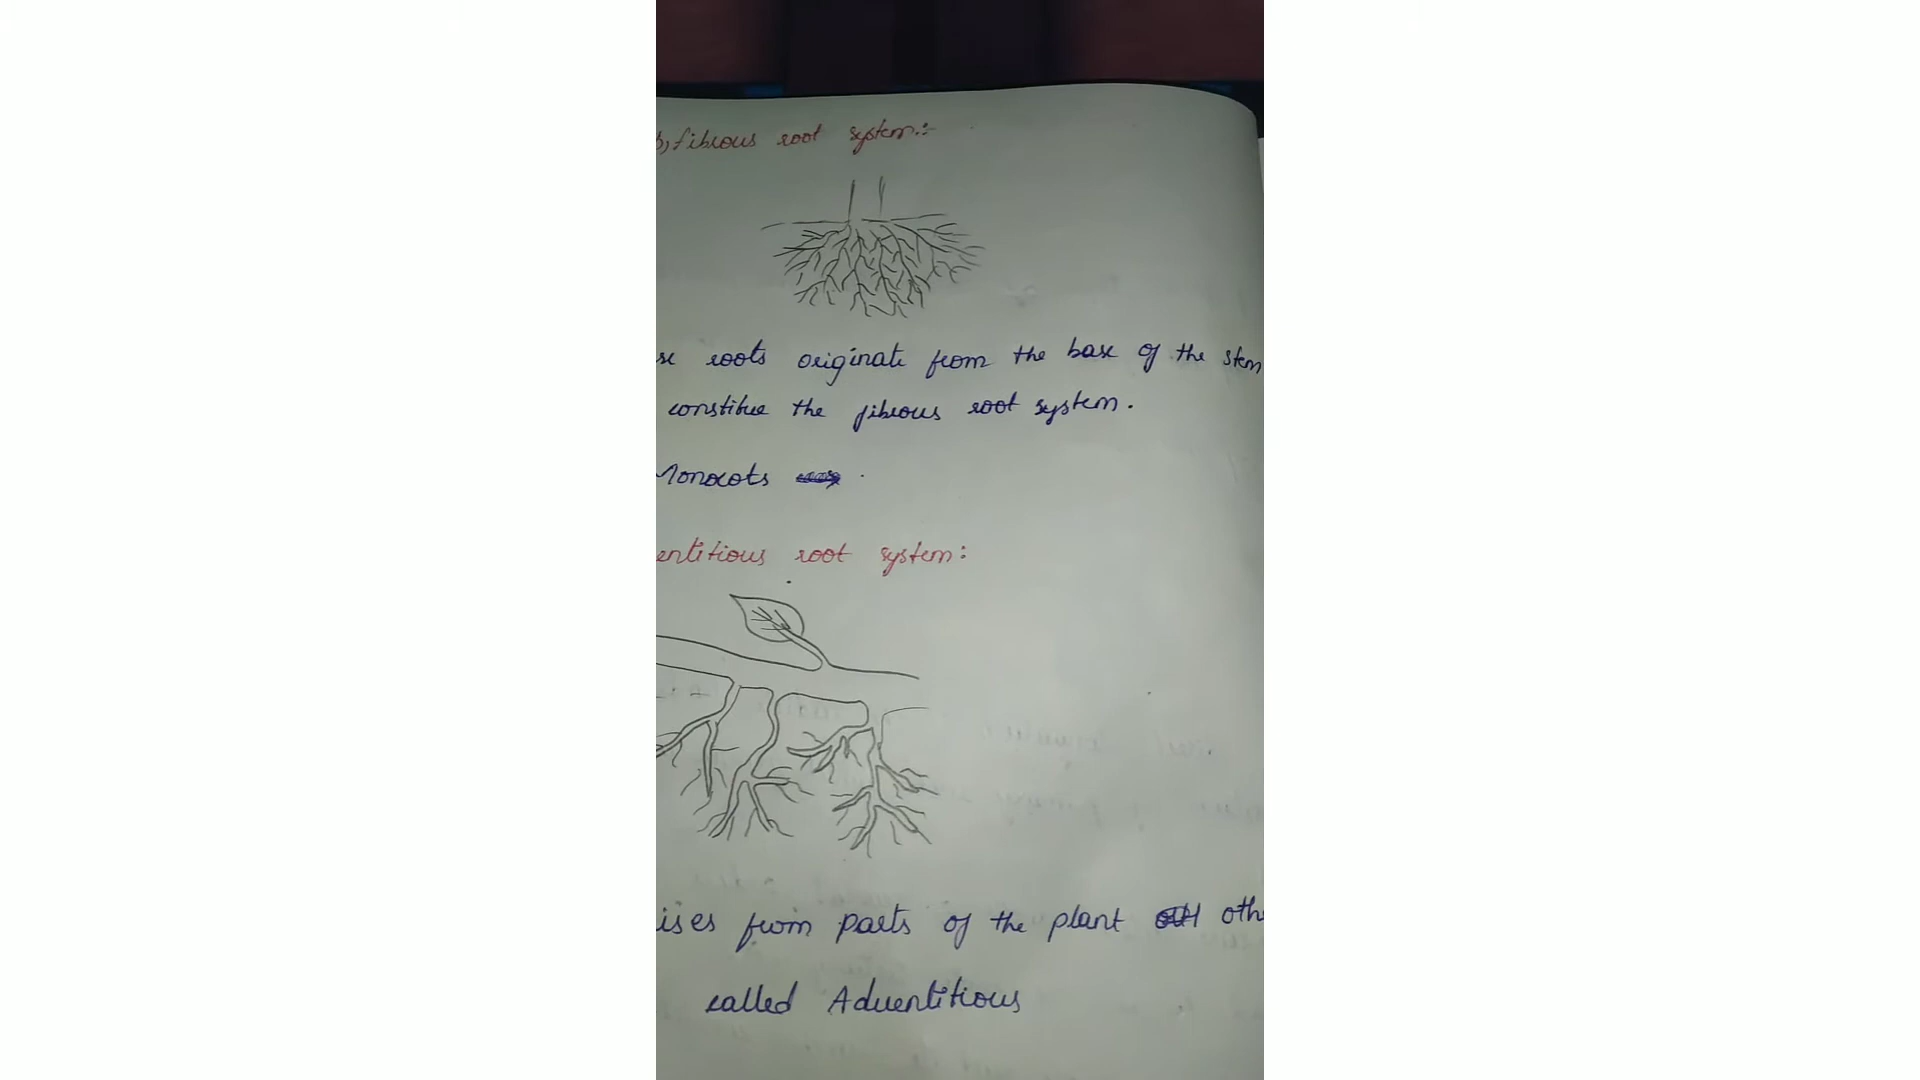 b, fibrous root system:-
se roots originate from the base of the stem
constitue the fibrous root system.
Monocots
entitious root system:
ises from parts of the plant oth
called Adventitious